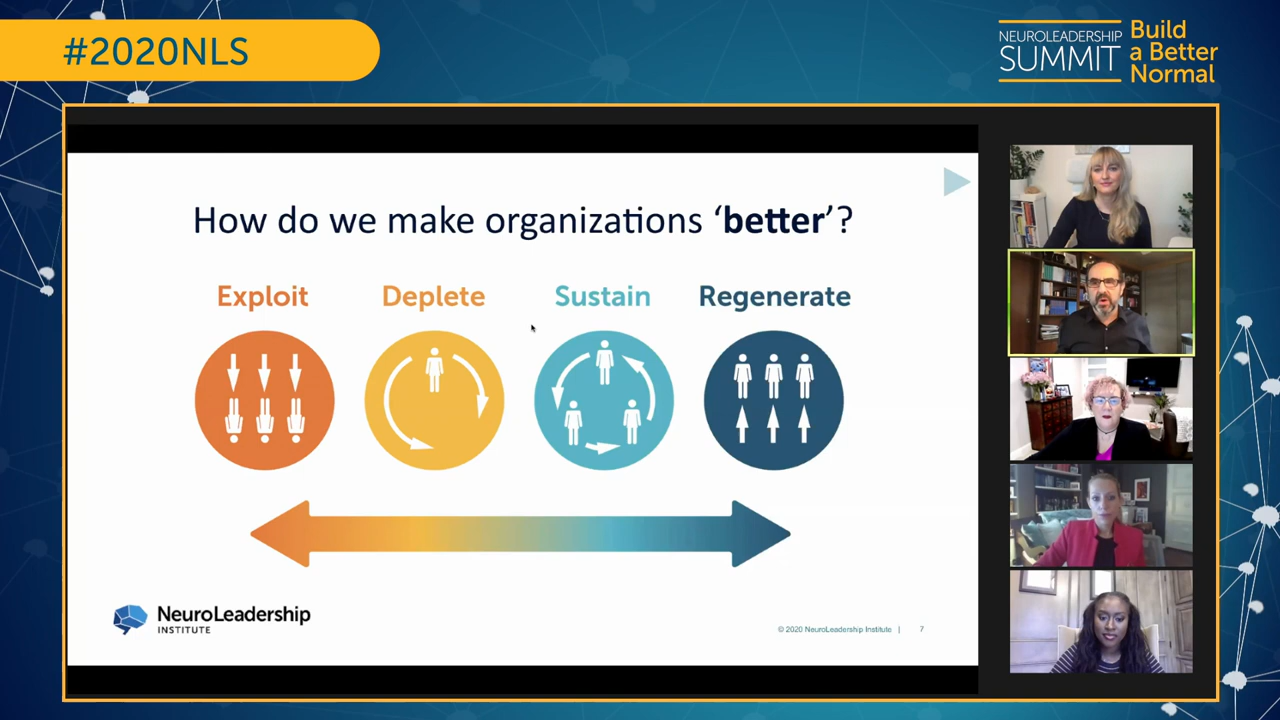 #2020NLS
NEUROLEADERSHIP
SUMMIT
Build
a Better
Normal
How do we make organizations ‘better’?
Exploit
Deplete
Sustain
Regenerate
NeuroLeadership
INSTITUTE
© 2020 NeuroLeadership Institute |
7